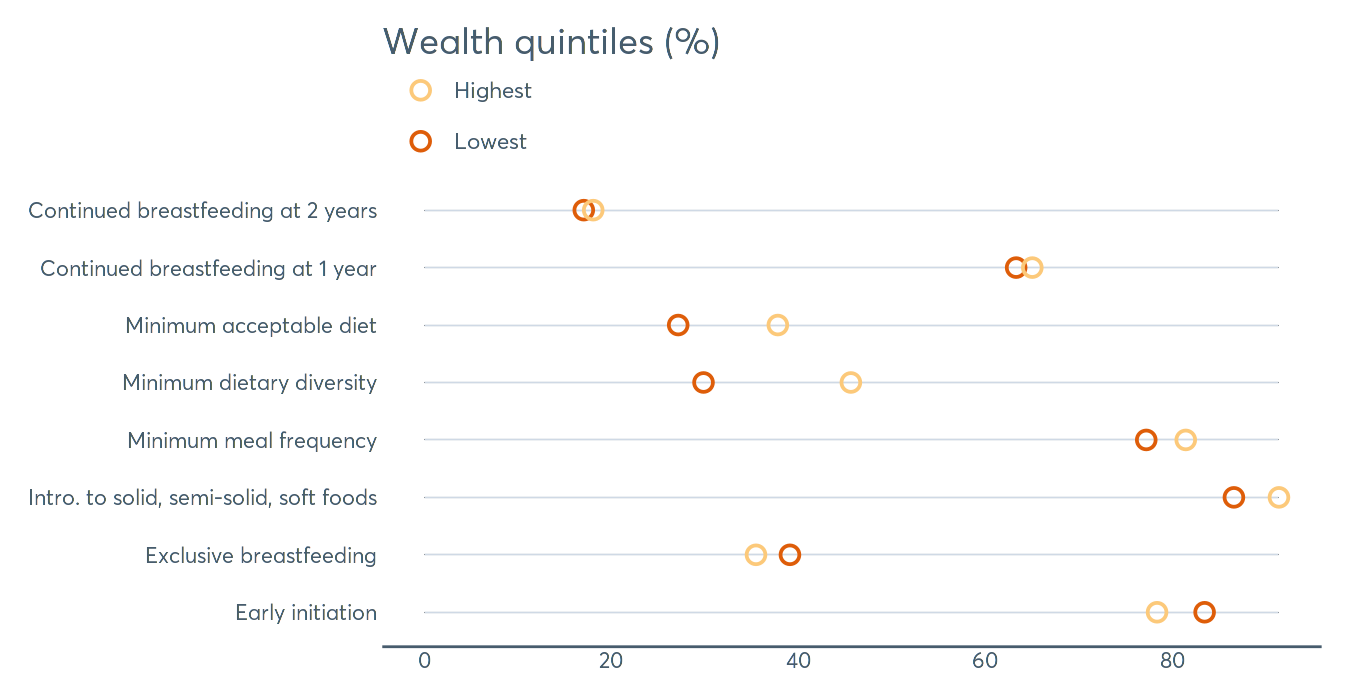 Wealth quintiles (%)
Highest
Lowest
Continued breastfeeding at 2 years
Continued breastfeeding at 1 year
Minimum acceptable diet
Minimum dietary diversity
Minimum meal frequency
Intro. to solid, semi-solid, soft foods
Exclusive breastfeeding
Early initiation
0 20 40 60 80